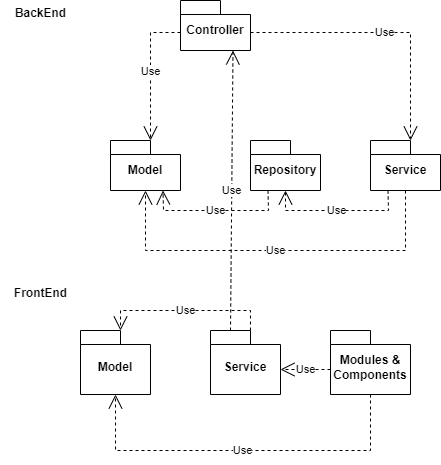 BackEnd
Controller
Use
Use
Model
Repository
Service
Use
Use
Use
Use
FrontEnd
Use
Model
Service
Use
Modules &
Components
Use